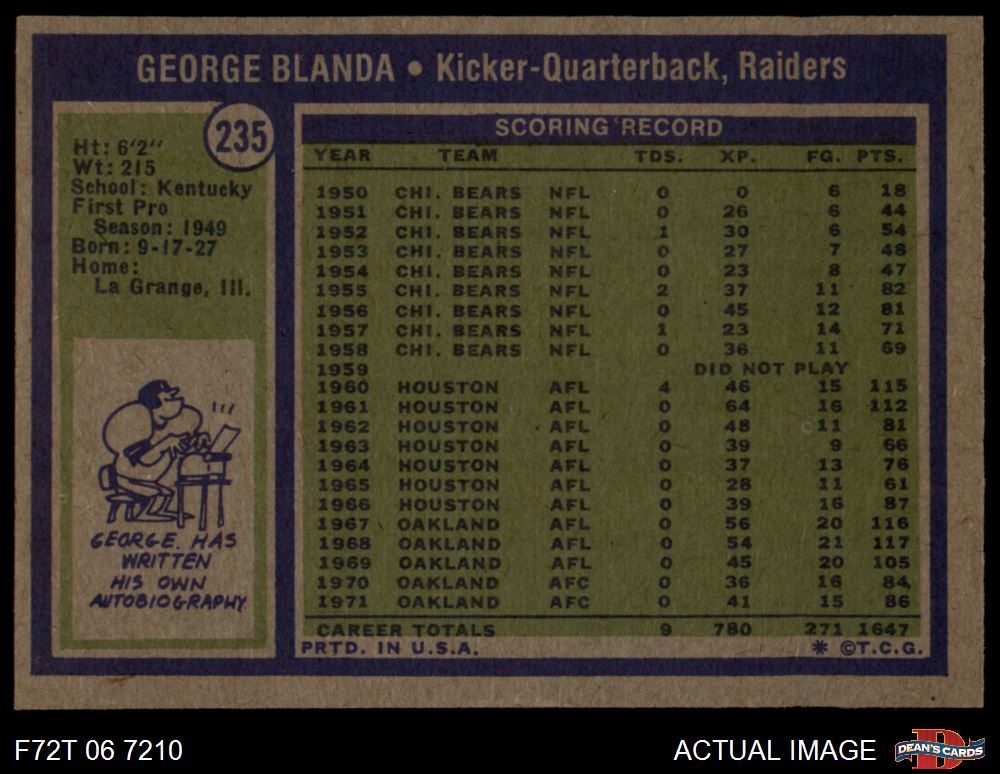 GEORGE BLANDA • Kicker-Quarterback, Raiders
235
Ht: 6'2"
Wt: 215
School: Kentucky
First Pro
Season: 1949
Born: 9-17-27
Home:
La Grange, Ill.
GEORGE HAS
WRITTEN
HIS OWN
AUTOBIOGRAPHY
SCORING RECORD
YEAR TEAM TDS. XP. FG. PTS.
1950 CHI. BEARS NFL 0 0 6 18
1951 CHI. BEARS NFL 0 26 6 44
1952 CHI. BEARS NFL 1 30 6 54
1953 CHI. BEARS NFL 0 27 7 48
1954 CHI. BEARS NFL 0 23 8 47
1955 CHI. BEARS NFL 2 37 11 82
1956 CHI. BEARS NFL 0 45 12 81
1957 CHI. BEARS NFL 1 23 14 71
1958 CHI. BEARS NFL 0 36 11 69
1959 DID NOT PLAY
1960 HOUSTON AFL 4 46 15 115
1961 HOUSTON AFL 0 64 16 112
1962 HOUSTON AFL 0 48 11 81
1963 HOUSTON AFL 0 39 9 66
1964 HOUSTON AFL 0 37 13 76
1965 HOUSTON AFL 0 28 11 61
1966 HOUSTON AFL 0 39 16 87
1967 OAKLAND AFL 0 56 20 116
1968 OAKLAND AFL 0 54 21 117
1969 OAKLAND AFL 0 45 20 105
1970 OAKLAND AFC 0 36 16 84
1971 OAKLAND AFC 0 41 15 86
CAREER TOTALS 9 780 271 1647
PRTD. IN U.S.A. * ©T.C.G.
F72T 06 7210
ACTUAL IMAGE
D
DEAN'S CARDS